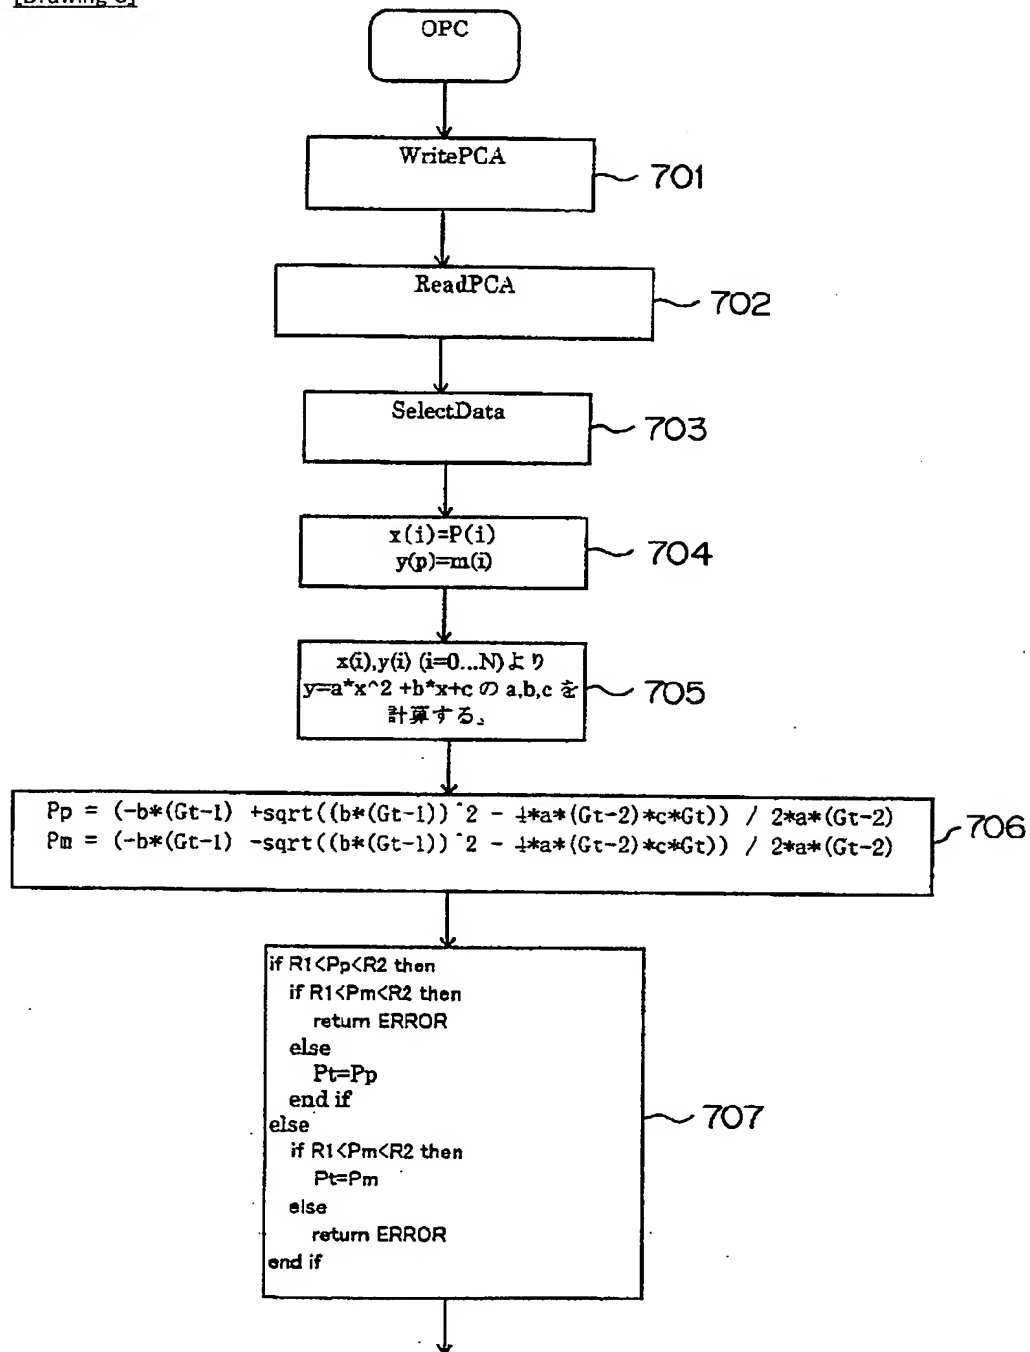 OPC
WritePCA
701
ReadPCA
702
SelectData
703
x(i)=P(i)
y(p)=m(i)
704
x(i),y(i) (i=0...N)より
y=a*x^2 +b*x+c の a,b,c を
計算する。
705
Pp = (-b*(Gt-1) +sqrt((b*(Gt-1))^2 - 4*a*(Gt-2)*c*Gt)) / 2*a*(Gt-2)
Pm = (-b*(Gt-1) -sqrt((b*(Gt-1))^2 - 4*a*(Gt-2)*c*Gt)) / 2*a*(Gt-2)
706
if R1<Pp<R2 then
if R1<Pm<R2 then
return ERROR
else
Pt=Pp
end if
else
if R1<Pm<R2 then
Pt=Pm
else
return ERROR
end if
707